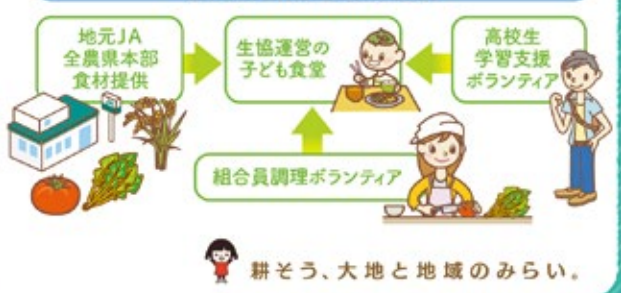 地元JA
全農県本部
食材提供
生協運営の
子ども食堂
高校生
学習支援
ボランティア
組合員調理ボランティア
耕そう、大地と地域のみらい。